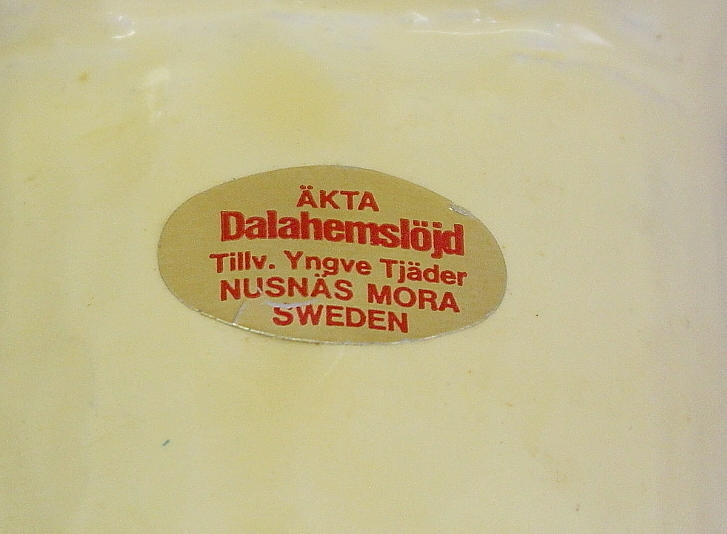 ÄKTA
Dalahemslöjd
Tillv. Yngve Tjäder
NUSNÄS MORA
SWEDEN